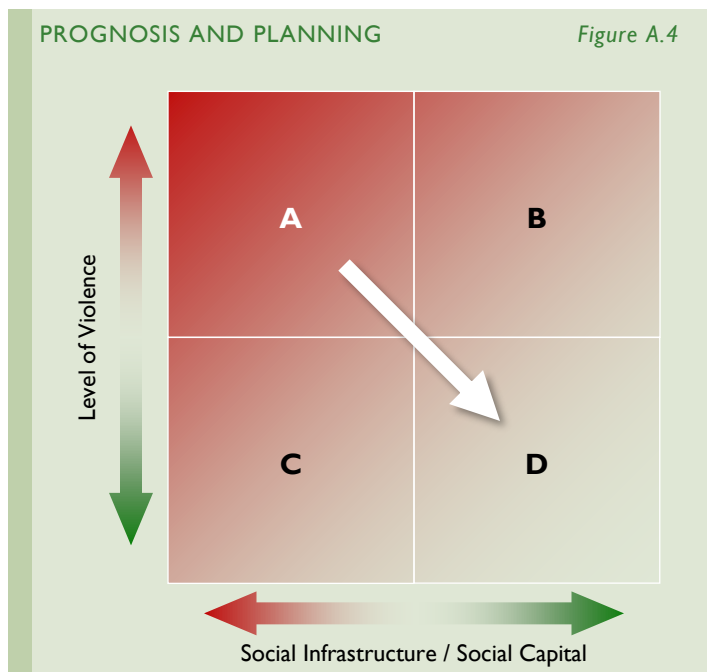 PROGNOSIS AND PLANNING
Figure A.4
A
B
Level of Violence
C
D
Social Infrastructure / Social Capital